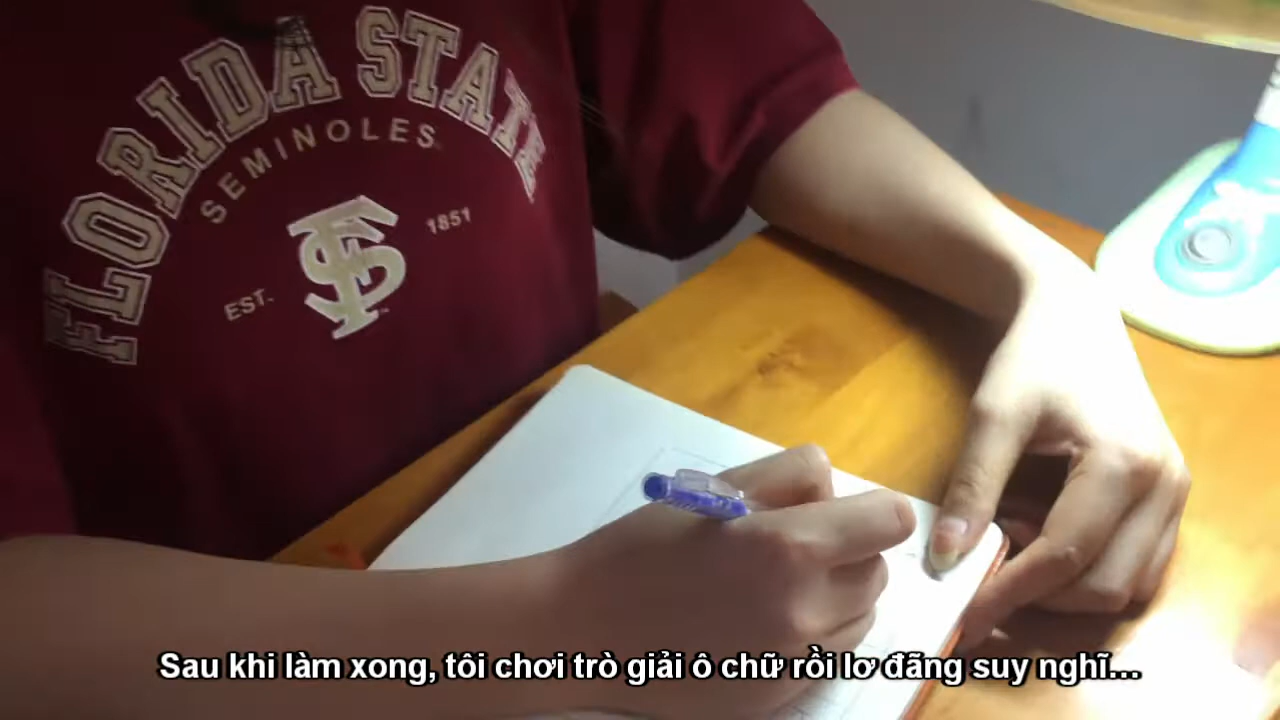 FLORIDA STATE
SEMINOLES
EST. 1851
FS
Sau khi làm xong, tôi chơi trò giải ô chữ rồi lơ đãng suy nghĩ...